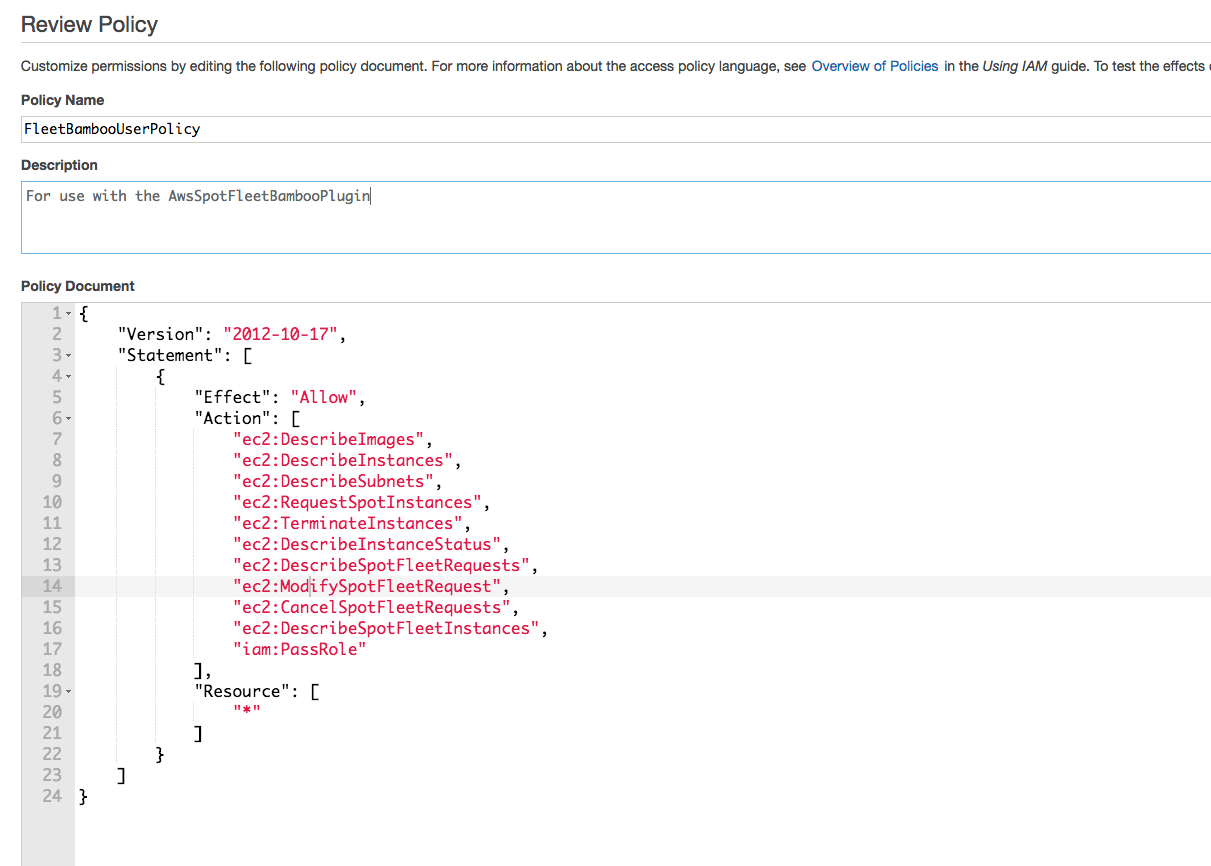 Review Policy
Customize permissions by editing the following policy document. For more information about the access policy language, see Overview of Policies in the Using IAM guide. To test the effects
Policy Name
FleetBambooUserPolicy
Description
For use with the AwsSpotFleetBambooPlugin
Policy Document
1 {
2     "Version": "2012-10-17",
3     "Statement": [
4         {
5             "Effect": "Allow",
6             "Action": [
7                 "ec2:DescribeImages",
8                 "ec2:DescribeInstances",
9                 "ec2:DescribeSubnets",
10                 "ec2:RequestSpotInstances",
11                 "ec2:TerminateInstances",
12                 "ec2:DescribeInstanceStatus",
13                 "ec2:DescribeSpotFleetRequests",
14                 "ec2:ModifySpotFleetRequest",
15                 "ec2:CancelSpotFleetRequests",
16                 "ec2:DescribeSpotFleetInstances",
17                 "iam:PassRole"
18             ],
19             "Resource": [
20                 "*"
21             ]
22         }
23     ]
24 }